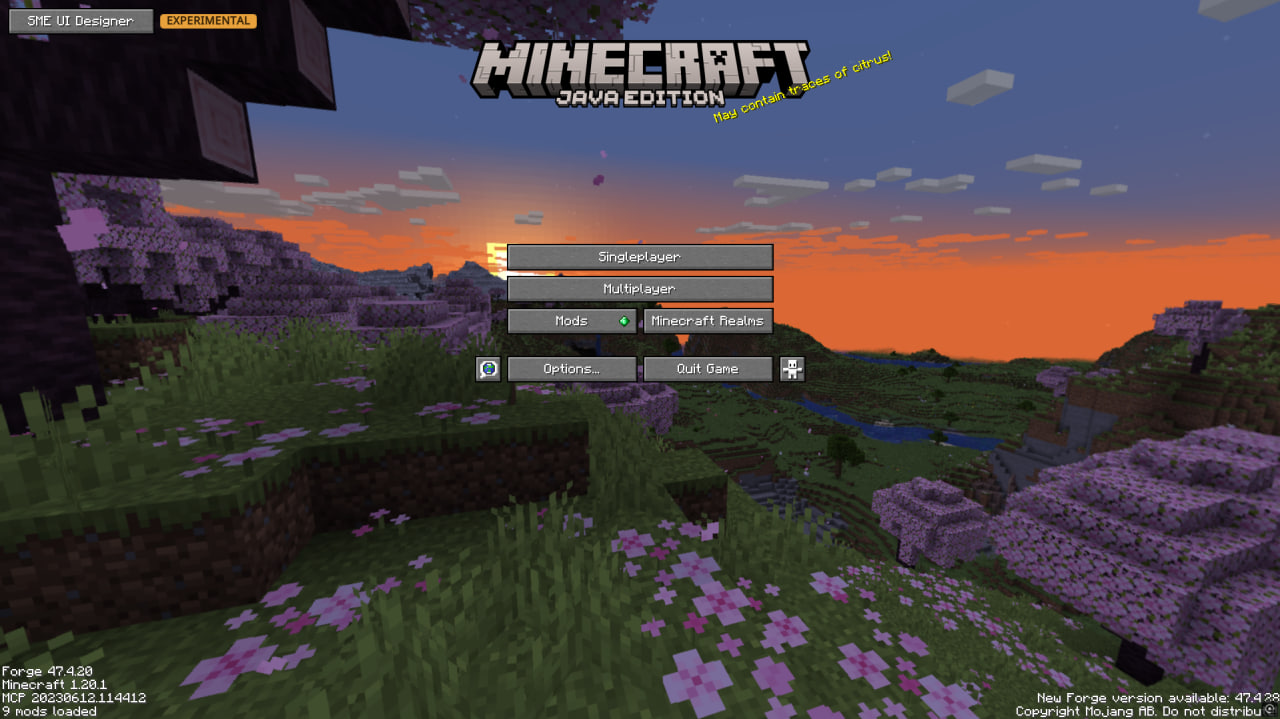 SME UI Designer
EXPERIMENTAL
MINECRAFT
JAVA EDITION
May contain traces of citrus!
Singleplayer
Multiplayer
Mods
Minecraft Realms
Options...
Quit Game
Forge 47.4.20
Minecraft 1.20.1
MCP 20230612.114412
9 mods loaded
New Forge version available: 47.4.28
Copyright Mojang AB. Do not distribu